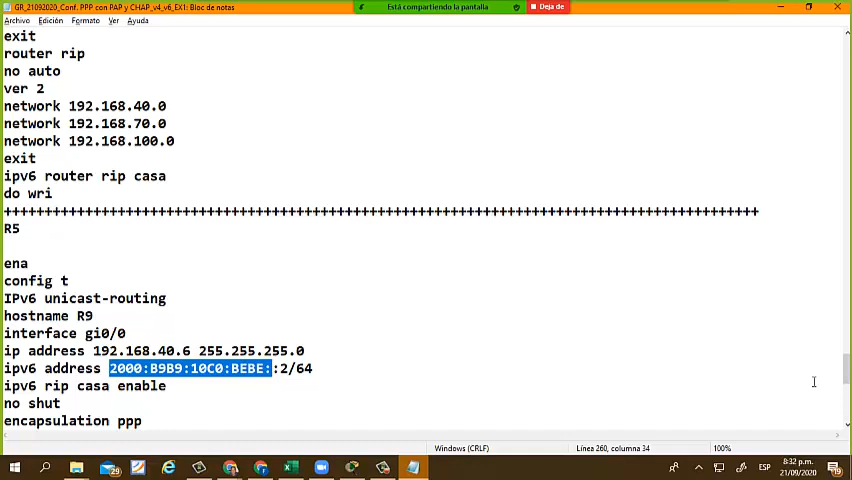 GR_21092020_Conf. PPP con PAP y CHAP_v4_v6_EX1: Bloc de notas
Está compartiendo la pantalla
Deja de
Archivo Edición Formato Ver Ayuda
exit
router rip
no auto
ver 2
network 192.168.40.0
network 192.168.70.0
network 192.168.100.0
exit
ipv6 router rip casa
do wri
++++++++++++++++++++++++++++++++++++++++++++++++++++++++++++++++++++++++++++++++++++++++++++++
R5
ena
config t
IPv6 unicast-routing
hostname R9
interface gi0/0
ip address 192.168.40.6 255.255.255.0
ipv6 address 2000:B9B9:10C0:BEBE::2/64
ipv6 rip casa enable
no shut
encapsulation ppp
Windows (CRLF) Línea 260, columna 34 100%
29
ESP
8:32 p.m.
21/09/2020
19